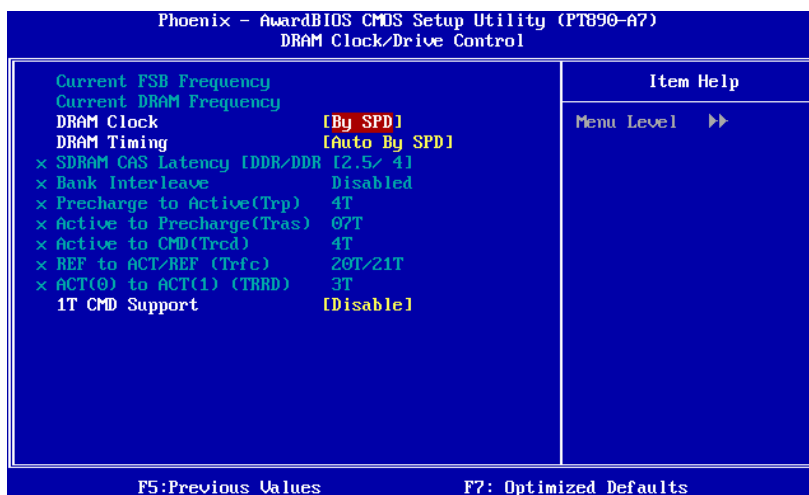 Phoenix - AwardBIOS CMOS Setup Utility (PT890-A7)
DRAM Clock/Drive Control
Current FSB Frequency
Current DRAM Frequency
DRAM Clock [By SPD]
DRAM Timing [Auto By SPD]
x SDRAM CAS Latency [DDR/DDR [2.5/ 4]
x Bank Interleave Disabled
x Precharge to Active(Trp) 4T
x Active to Precharge(Tras) 07T
x Active to CMD(Trcd) 4T
x REF to ACT/REF (Trfc) 20T/21T
x ACT(0) to ACT(1) (TRRD) 3T
1T CMD Support [Disable]
Item Help
Menu Level ▶▶
F5:Previous Values F7: Optimized Defaults